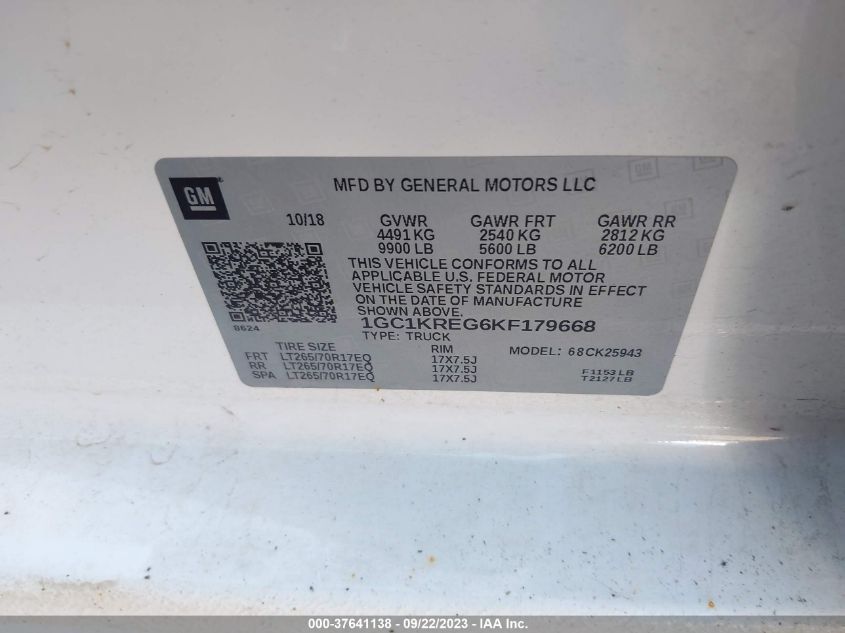 GM
MFD BY GENERAL MOTORS LLC
10/18 GVWR GAWR FRT GAWR RR
4491 KG 2540 KG 2812 KG
9900 LB 5600 LB 6200 LB
THIS VEHICLE CONFORMS TO ALL
APPLICABLE U.S. FEDERAL MOTOR
VEHICLE SAFETY STANDARDS IN EFFECT
ON THE DATE OF MANUFACTURE
SHOWN ABOVE.
8624
1GC1KREG6KF179668
TYPE: TRUCK MODEL: 68CK25943
TIRE SIZE RIM
FRT LT265/70R17EQ 17X7.5J
RR LT265/70R17EQ 17X7.5J
SPA LT265/70R17EQ 17X7.5J
F1153 LB
T2127 LB
000-37641138 - 09/22/2023 - IAA Inc.